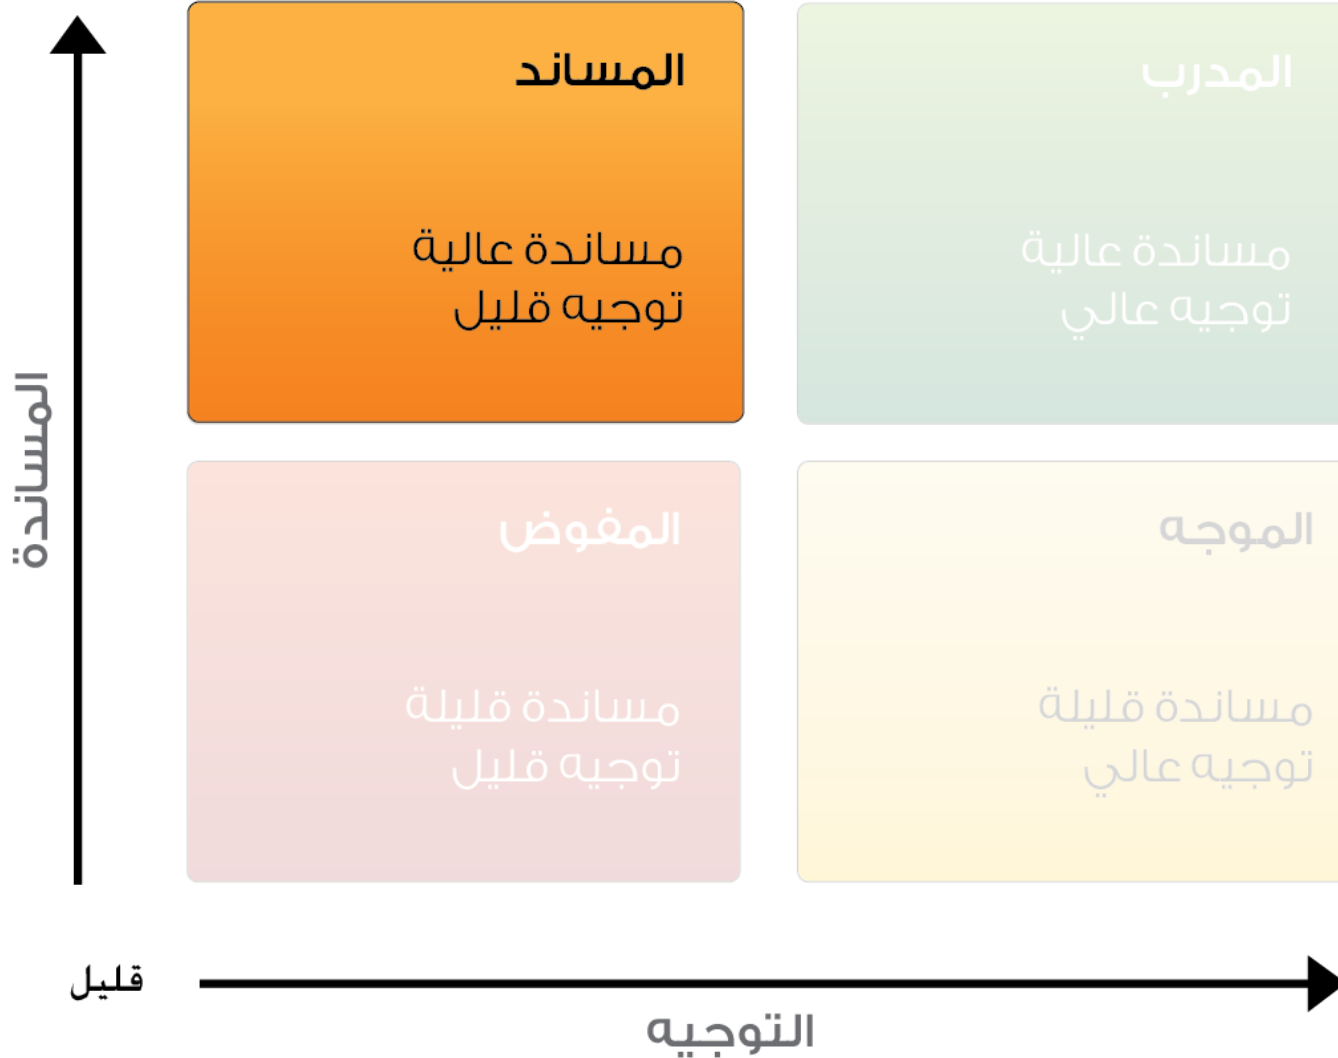 المساند
مساندة عالية
توجيه قليل
المدرب
مساندة عالية
توجيه عالي
المساندة
المفوض
مساندة قليلة
توجيه قليل
الموجه
مساندة قليلة
توجيه عالي
قليل
التوجيه